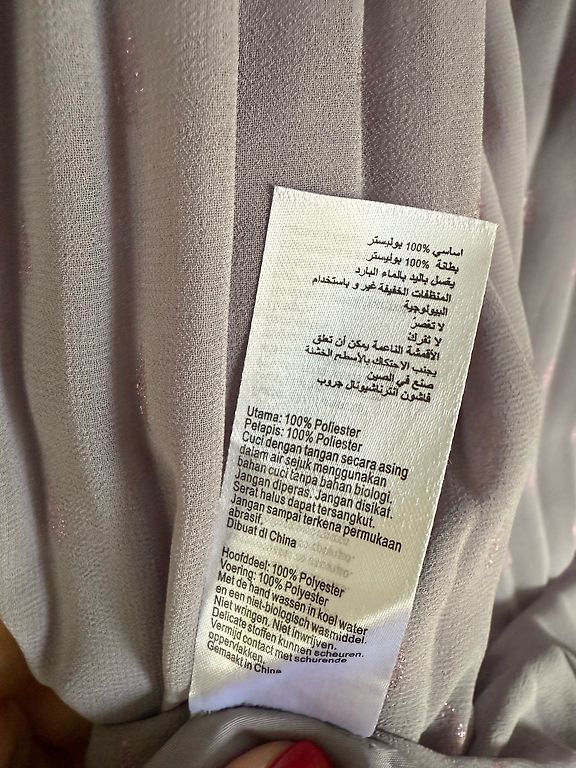 اساسي 100% بوليستر
بطانة 100% بوليستر
يغسل باليد بالماء البارد
المنظفات الخفيفة غير و باستخدام
البيولوجية
لا تعصر
لا تفرك
الأقمشة الناعمة يمكن أن تعلق
يجنب الاحتكاك بالأسطم الخشنة
صنع في الصين
فاشون انترناشيونال جروب
Utama: 100% Poliester
Pelapis: 100% Poliester
Cuci dengan tangan secara asing
dalam air sejuk menggunakan
bahan cuci tanpa bahan biologi.
Jangan diperas. Jangan disikat.
Serat halus dapat tersangkut.
Jangan sampai terkena permukaan
abrasif.
Dibuat di China
Hoofddeel: 100% Polyester
Voering: 100% Polyester
Met de hand wassen in koel water
en een niet-biologisch wasmiddel.
Niet wringen. Niet inwrijven.
Delicate stoffen kunnen scheuren.
Vermijd contact met schurende
oppervlakken.
Gemaakt in China